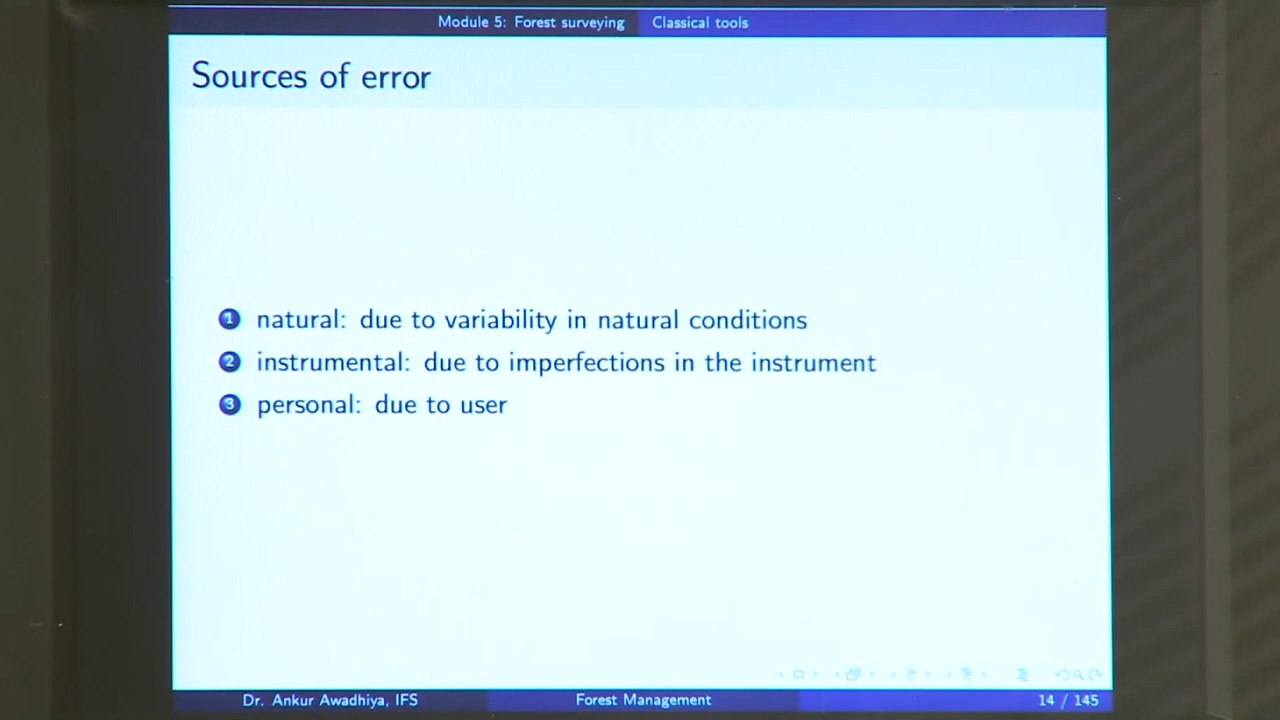 Module 5: Forest surveying Classical tools
Sources of error
1 natural: due to variability in natural conditions
2 instrumental: due to imperfections in the instrument
3 personal: due to user
Dr. Ankur Awadhiya, IFS Forest Management 14 / 145